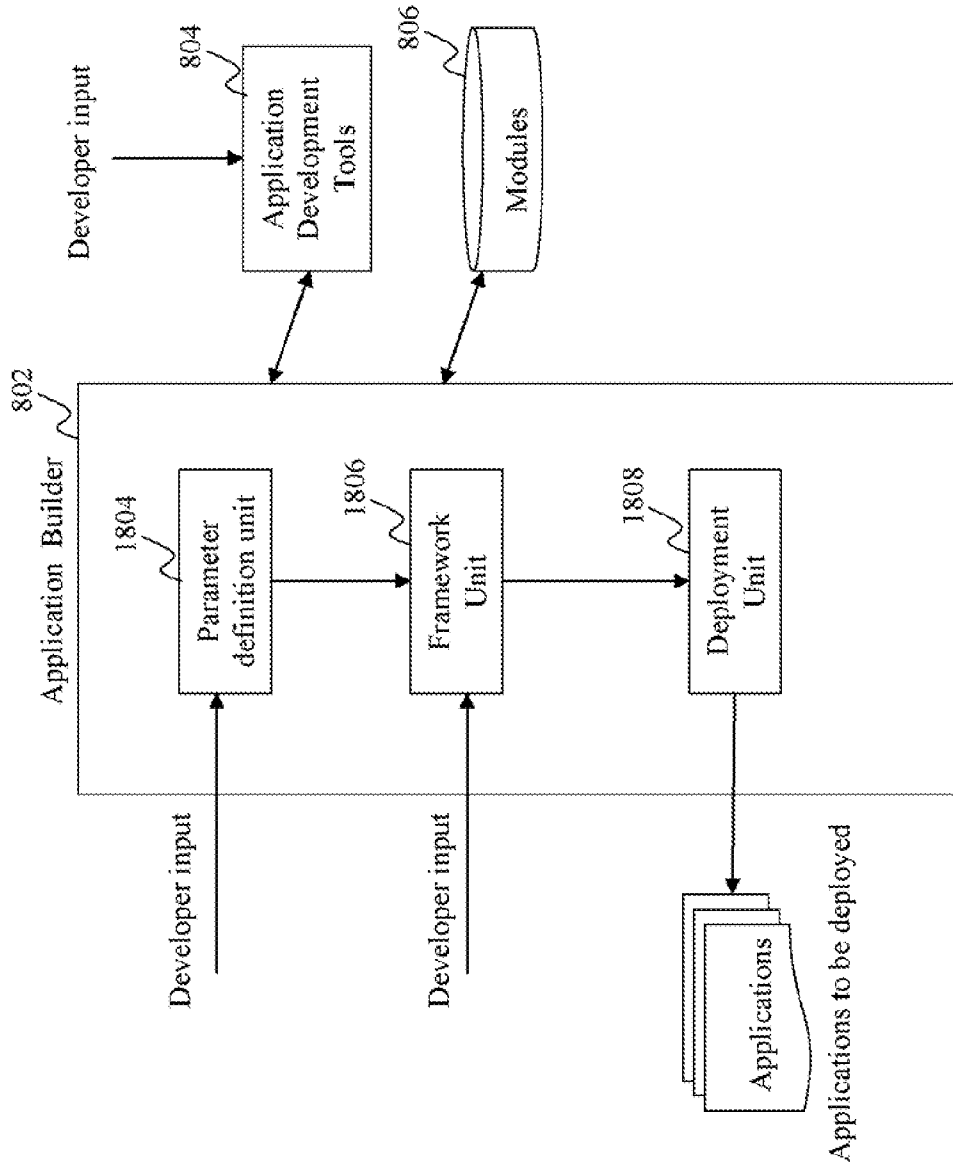 Application Builder
802
Developer input
1804
Parameter
definition unit
Developer input
1806
Framework
Unit
1808
Deployment
Unit
Applications
Applications to be deployed
Developer input
804
Application
Development
Tools
806
Modules